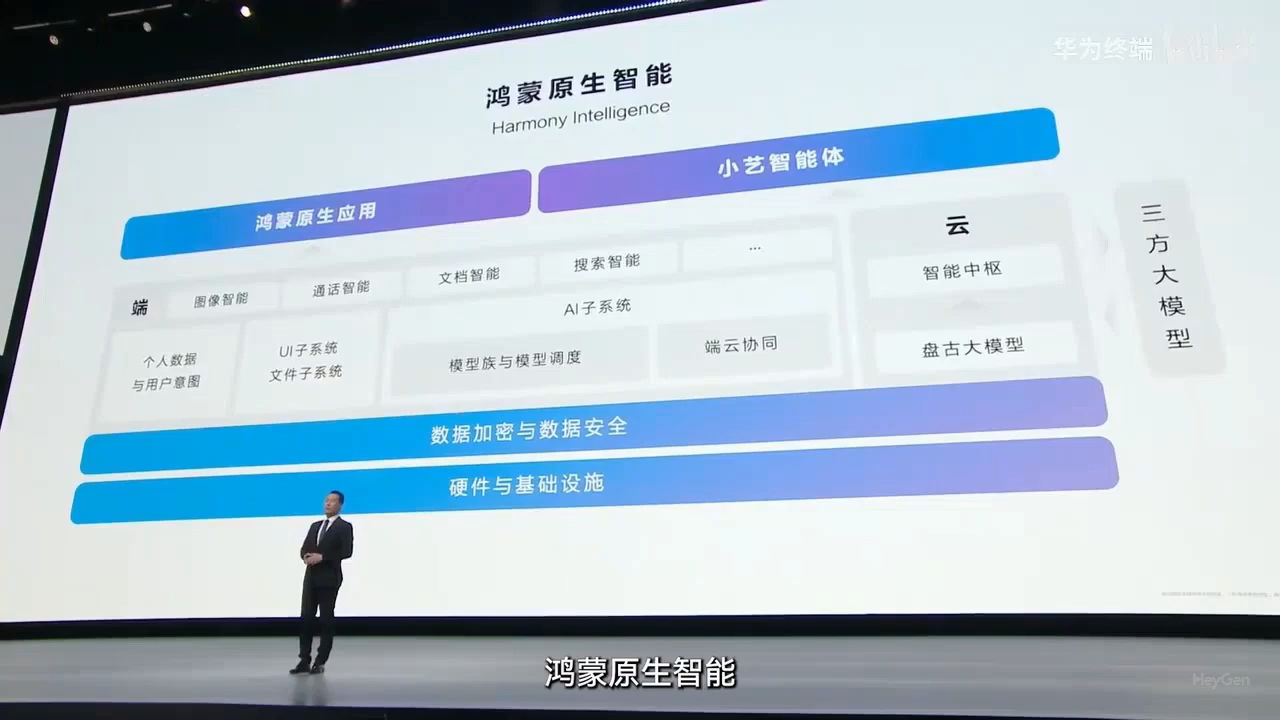 华为终端
鸿蒙原生智能
Harmony Intelligence
鸿蒙原生应用
小艺智能体
端
图像智能
通话智能
文档智能
搜索智能
...
个人数据
与用户意图
UI子系统
文件子系统
AI子系统
模型族与模型调度
端云协同
云
智能中枢
盘古大模型
三方大模型
数据加密与数据安全
硬件与基础设施
鸿蒙原生智能
HeyGen